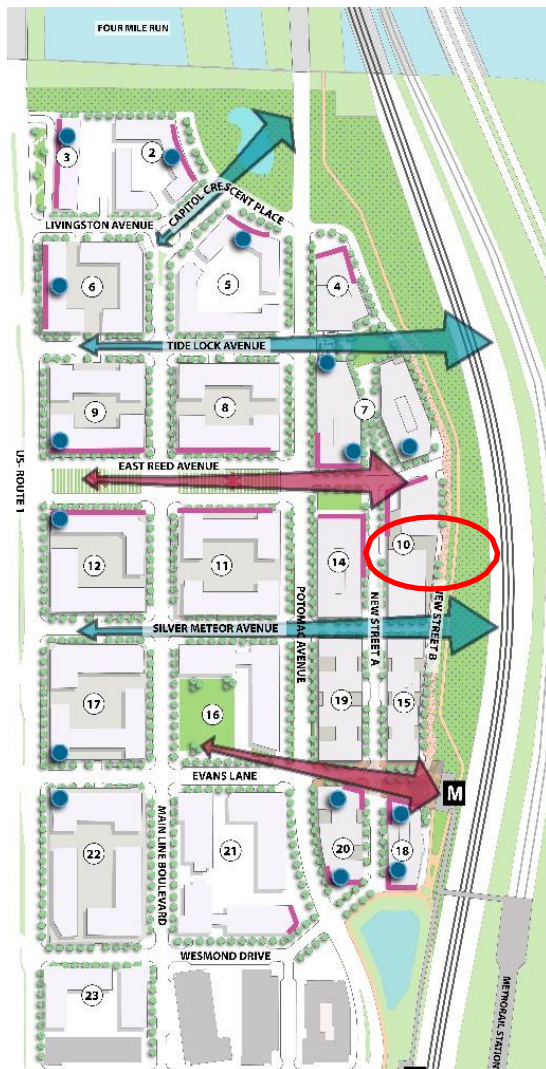 FOUR MILE RUN
3
2
CAPITOL CRESCENT PLACE
LIVINGSTON AVENUE
6
5
4
TIDE LOCK AVENUE
9
8
7
EAST REED AVENUE
US- ROUTE 1
12
11
14
10
POTOMAC AVENUE
NEW STREET A
NEW STREET B
SILVER METEOR AVENUE
17
16
19
15
EVANS LANE
M
MAIN LINE BOULEVARD
22
21
20
18
WESMOND DRIVE
23
METRORAIL STATION